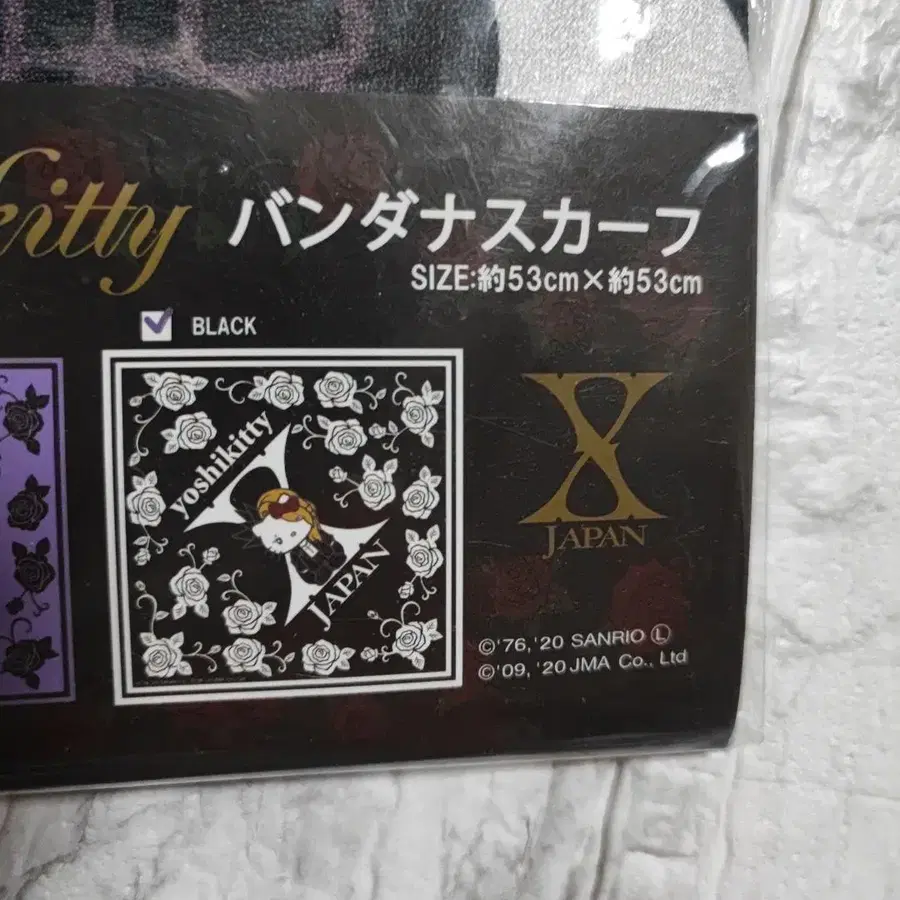 kitty バンダナスカーフ
SIZE:約53cm×約53cm
BLACK
yoshikitty
X
JAPAN
X
JAPAN
©'76,'20 SANRIO Ⓛ
©'09,'20 JMA Co., Ltd